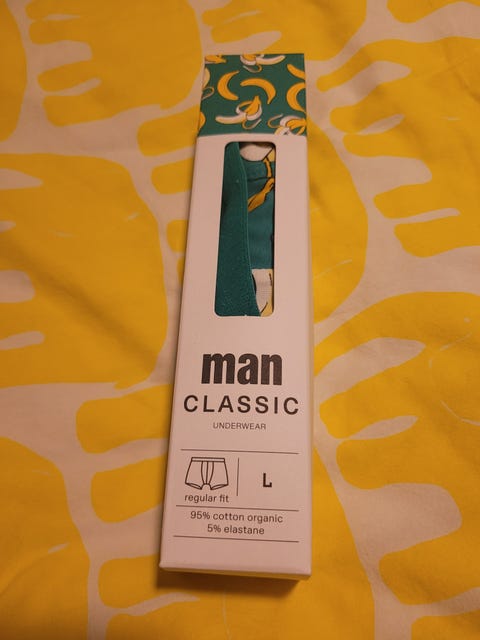 man
CLASSIC
UNDERWEAR
L
regular fit
95% cotton organic
5% elastane